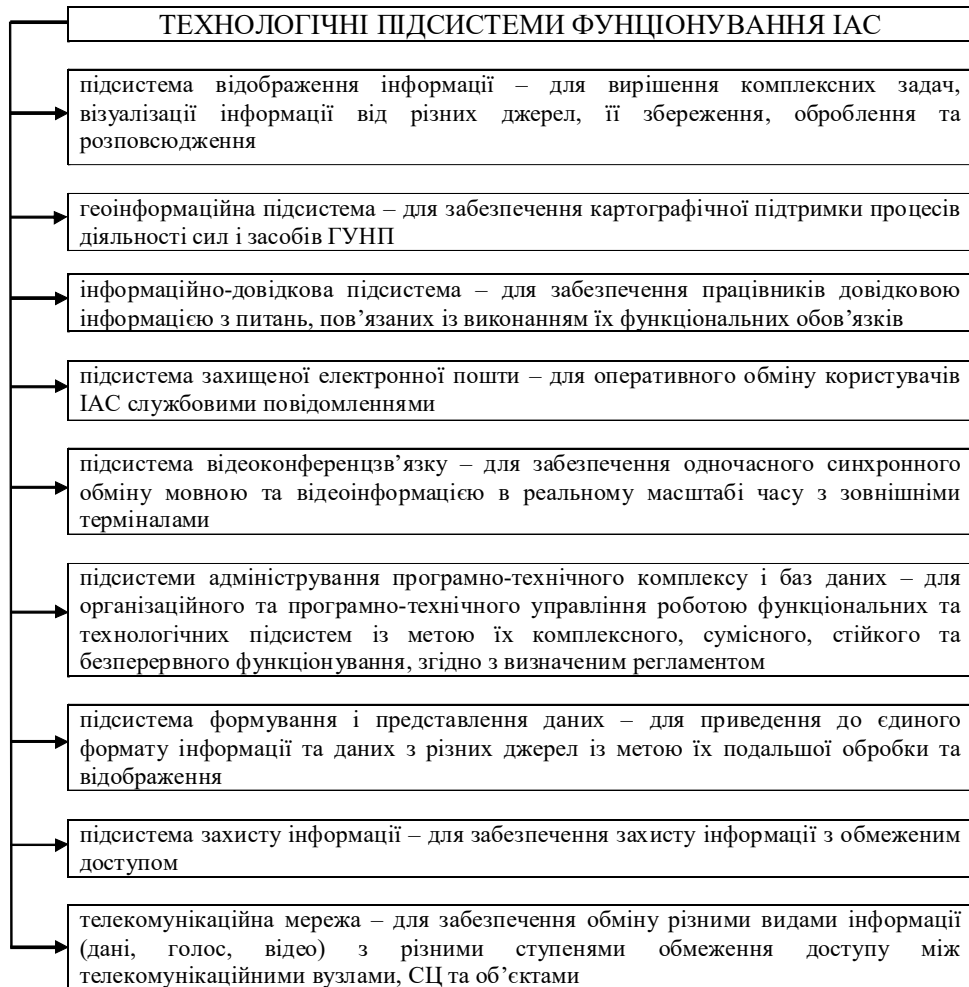 ТЕХНОЛОГІЧНІ ПІДСИСТЕМИ ФУНЦІОНУВАННЯ ІАС
підсистема відображення інформації – для вирішення комплексних задач,
візуалізації інформації від різних джерел, її збереження, оброблення та
розповсюдження
геоінформаційна підсистема – для забезпечення картографічної підтримки процесів
діяльності сил і засобів ГУНП
інформаційно-довідкова підсистема – для забезпечення працівників довідковою
інформацією з питань, пов’язаних із виконанням їх функціональних обов’язків
підсистема захищеної електронної пошти – для оперативного обміну користувачів
ІАС службовими повідомленнями
підсистема відеоконференцзв’язку – для забезпечення одночасного синхронного
обміну мовною та відеоінформацією в реальному масштабі часу з зовнішніми
терміналами
підсистеми адміністрування програмно-технічного комплексу і баз даних – для
організаційного та програмно-технічного управління роботою функціональних та
технологічних підсистем із метою їх комплексного, сумісного, стійкого та
безперервного функціонування, згідно з визначеним регламентом
підсистема формування і представлення даних – для приведення до єдиного
формату інформації та даних з різних джерел із метою їх подальшої обробки та
відображення
підсистема захисту інформації – для забезпечення захисту інформації з обмеженим
доступом
телекомунікаційна мережа – для забезпечення обміну різними видами інформації
(дані, голос, відео) з різними ступенями обмеження доступу між
телекомунікаційними вузлами, СЦ та об’єктами